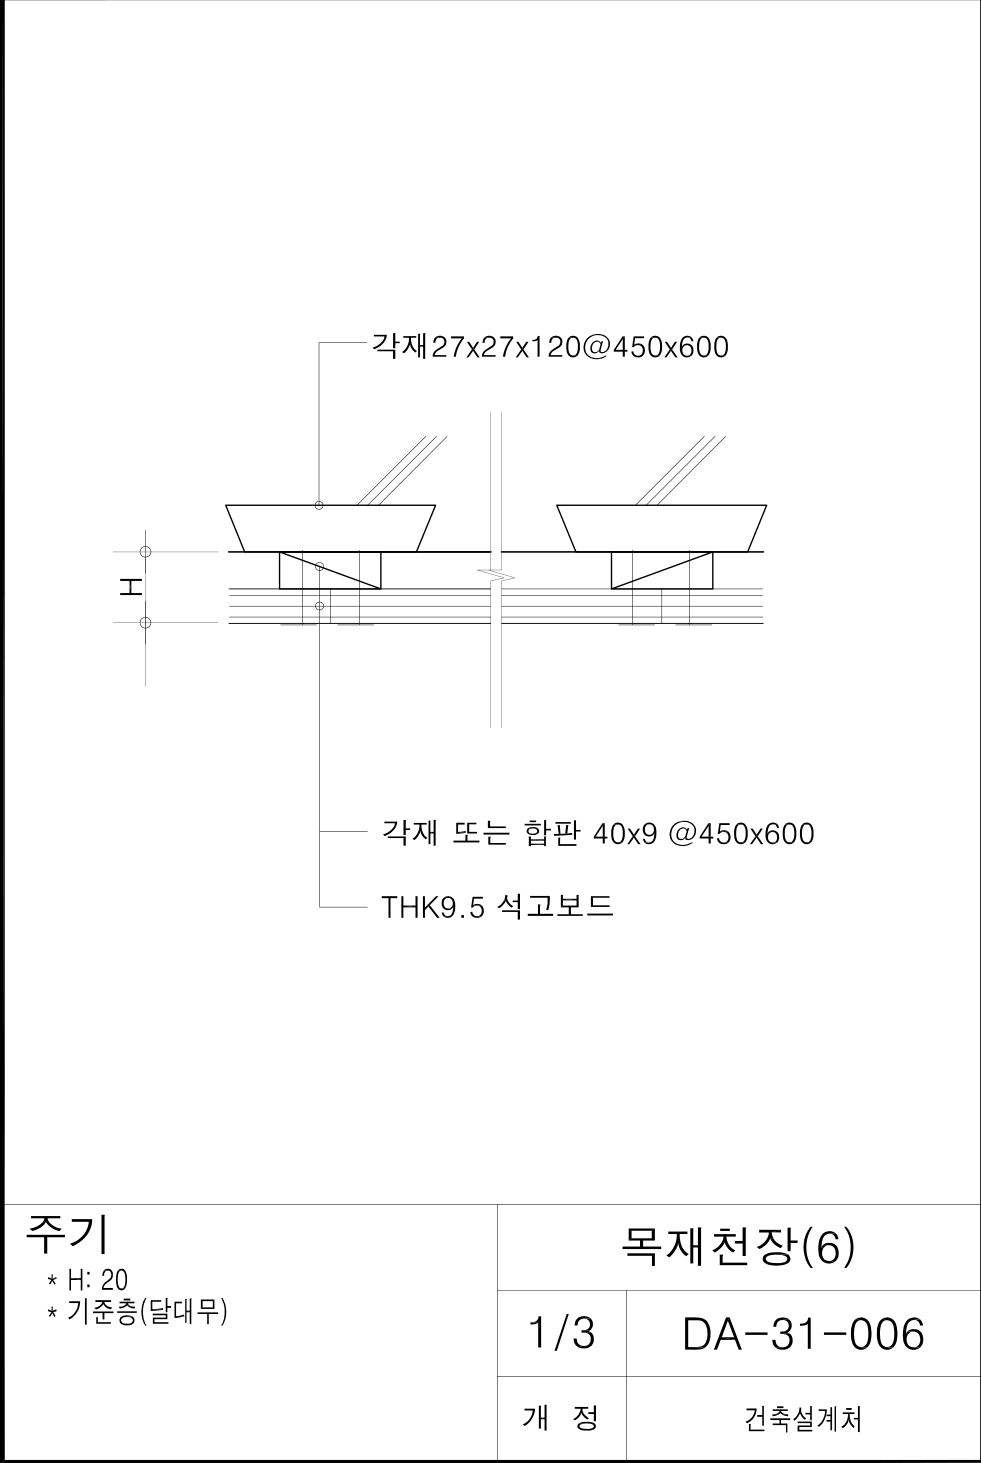 각재27x27x120@450x600
H
각재 또는 합판 40x9 @450x600
THK9.5 석고보드
주기
* H: 20
* 기준층(달대무)
목재천장(6)
1/3 DA-31-006
개 정 건축설계처